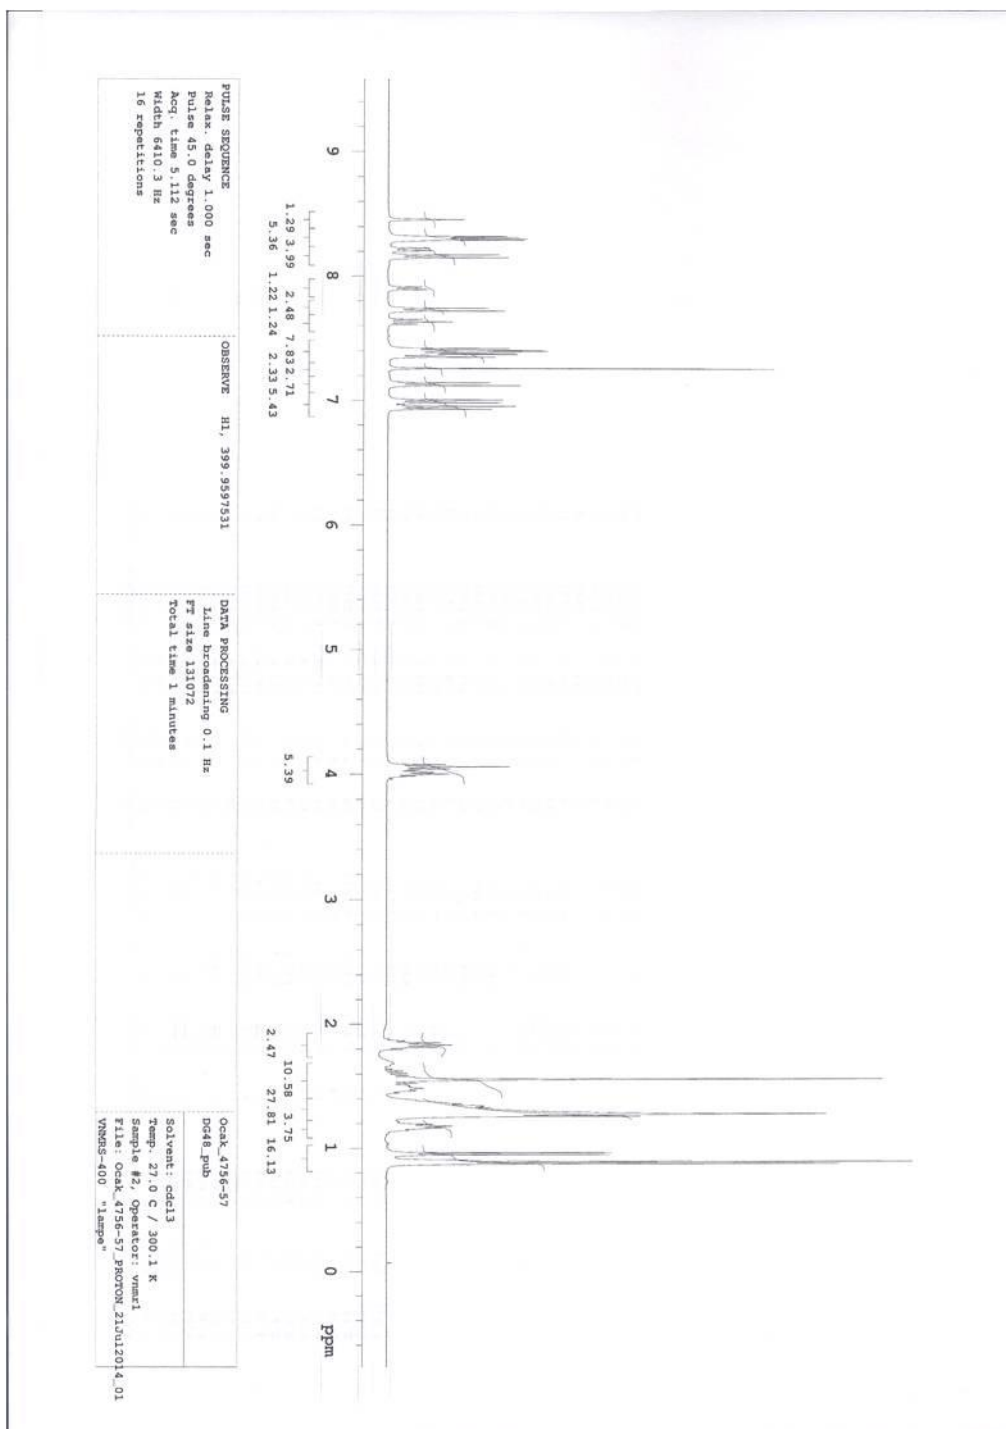 9 8 7 6 5 4 3 2 1 0 ppm
1.29 3.99 2.48 7.83 2.71 5.39 10.58 3.75
5.36 1.22 1.24 2.33 5.43 2.47 27.81 16.13
PULSE SEQUENCE
Relax. delay 1.000 sec
Pulse 45.0 degrees
Acq. time 5.112 sec
Width 6410.3 Hz
16 repetitions
OBSERVE H1, 399.9597531
DATA PROCESSING
Line broadening 0.1 Hz
FT size 131072
Total time 1 minutes
Ocak_4756-57
DG48_pub
Solvent: cdcl3
Temp. 27.0 C / 300.1 K
Sample #2, Operator: vnmr1
File: Ocak_4756-57_PROTON_21Jul2014_01
VNMRS-400 "lampe"